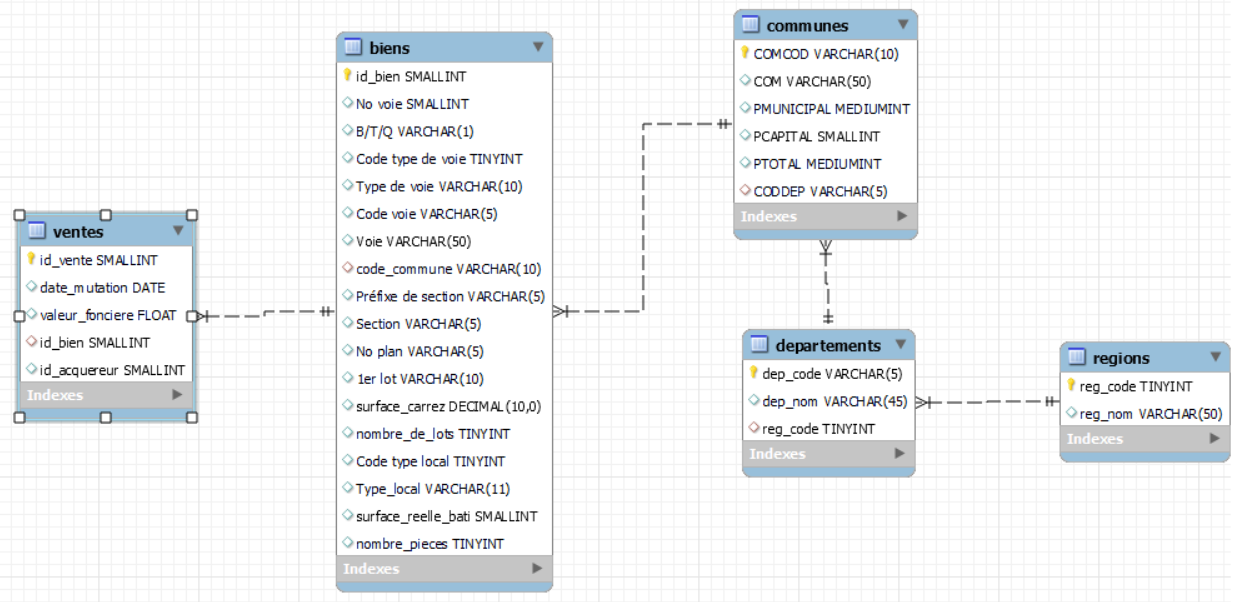 ventes
id_vente SMALLINT
date_mutation DATE
valeur_fonciere FLOAT
id_bien SMALLINT
id_acquereur SMALLINT
Indexes
biens
id_bien SMALLINT
No voie SMALLINT
B/T/Q VARCHAR(1)
Code type de voie TINYINT
Type de voie VARCHAR(10)
Code voie VARCHAR(5)
Voie VARCHAR(50)
code_commune VARCHAR(10)
Préfixe de section VARCHAR(5)
Section VARCHAR(5)
No plan VARCHAR(5)
1er lot VARCHAR(10)
surface_carrez DECIMAL(10,0)
nombre_de_lots TINYINT
Code type local TINYINT
Type_local VARCHAR(11)
surface_reelle_bati SMALLINT
nombre_pieces TINYINT
Indexes
communes
COMCOD VARCHAR(10)
COM VARCHAR(50)
PMUNICIPAL MEDIUMINT
PCAPITAL SMALLINT
PTOTAL MEDIUMINT
CODDEP VARCHAR(5)
Indexes
departements
dep_code VARCHAR(5)
dep_nom VARCHAR(45)
reg_code TINYINT
Indexes
regions
reg_code TINYINT
reg_nom VARCHAR(50)
Indexes